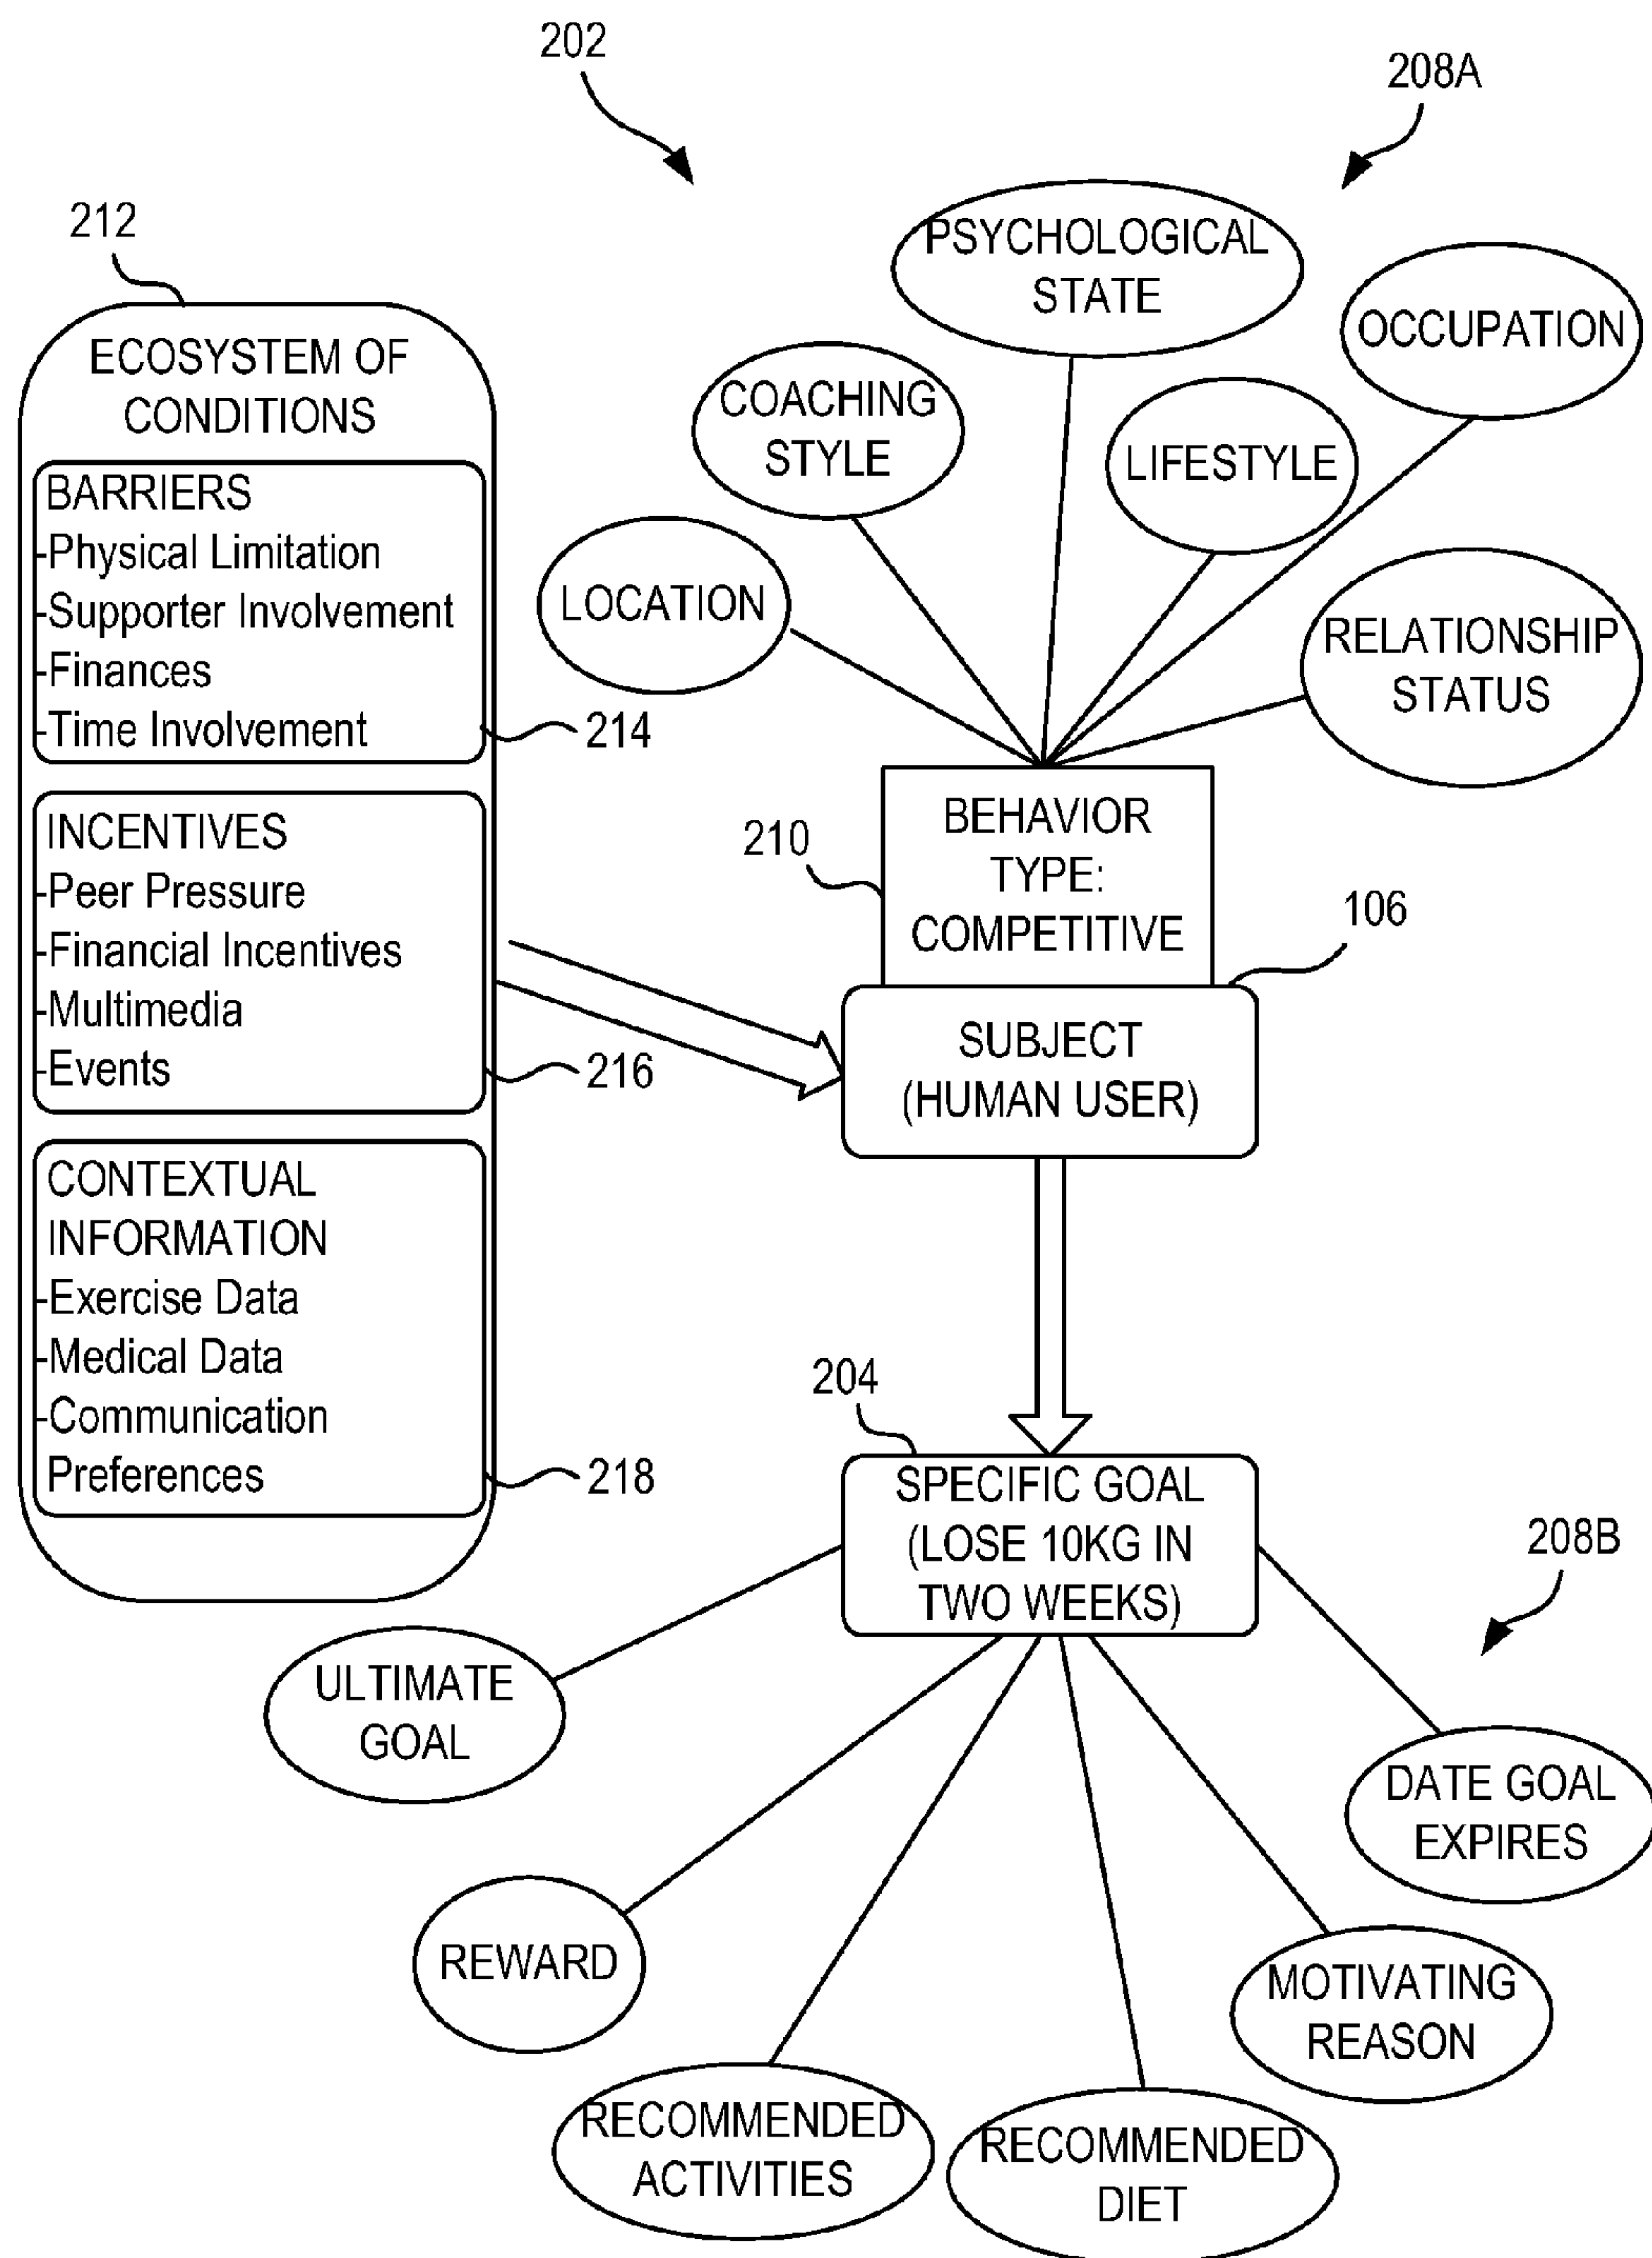 202
208A
212
PSYCHOLOGICAL
STATE
OCCUPATION
COACHING
STYLE
LIFESTYLE
LOCATION
RELATIONSHIP
STATUS
ECOSYSTEM OF
CONDITIONS
BARRIERS
-Physical Limitation
-Supporter Involvement
-Finances
-Time Involvement
214
INCENTIVES
-Peer Pressure
-Financial Incentives
-Multimedia
-Events
216
CONTEXTUAL
INFORMATION
-Exercise Data
-Medical Data
-Communication
Preferences
218
210
BEHAVIOR
TYPE:
COMPETITIVE
106
SUBJECT
(HUMAN USER)
204
SPECIFIC GOAL
(LOSE 10KG IN
TWO WEEKS)
208B
ULTIMATE
GOAL
DATE GOAL
EXPIRES
REWARD
MOTIVATING
REASON
RECOMMENDED
ACTIVITIES
RECOMMENDED
DIET